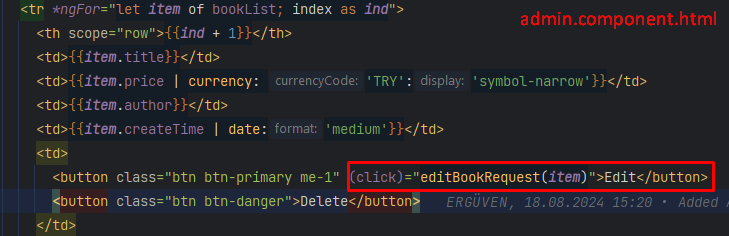 <tr *ngFor="let item of bookList; index as ind">
admin.component.html
<th scope="row">{{ind + 1}}</th>
<td>{{item.title}}</td>
<td>{{item.price | currency: currencyCode: 'TRY': display: 'symbol-narrow'}}</td>
<td>{{item.author}}</td>
<td>{{item.createTime | date: format: 'medium'}}</td>
<td>
<button class="btn btn-primary me-1" (click)="editBookRequest(item)">Edit</button>
<button class="btn btn-danger">Delete</button> ERGÜVEN, 18.08.2024 15:20 • Added
</td>